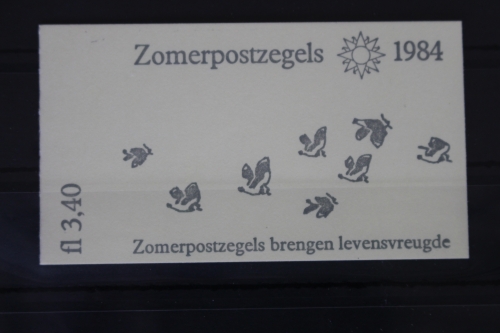 Zomerpostzegels 1984
fl 3,40
Zomerpostzegels brengen levensvreugde